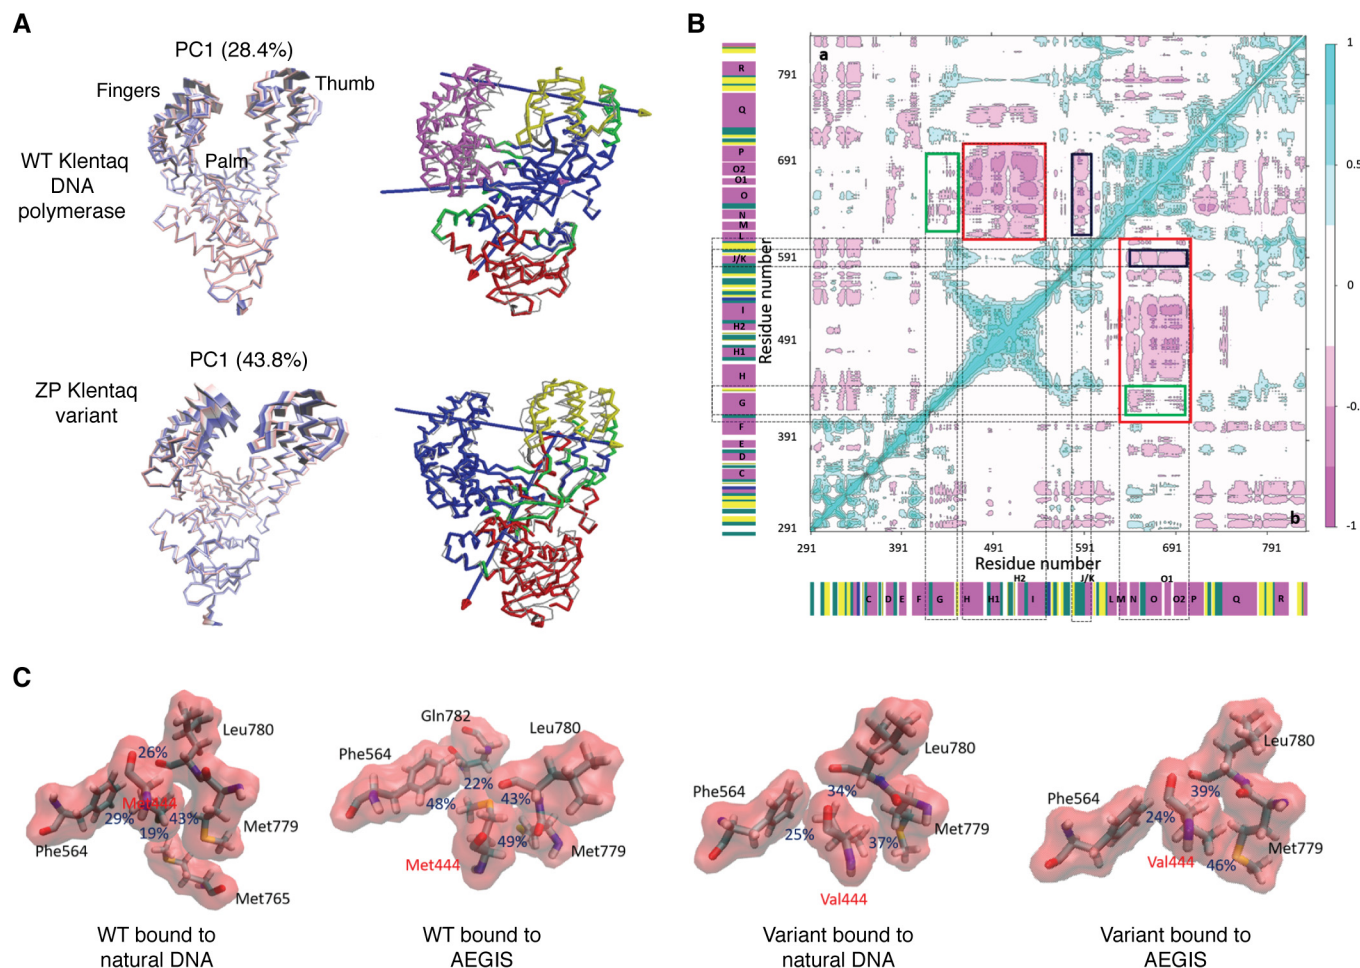 A
PC1 (28.4%)
Fingers
Thumb
Palm
WT Klentaq
DNA
polymerase
PC1 (43.8%)
ZP Klentaq
variant
B
a
b
791
691
591
491
391
291
Residue number
R
Q
P
O2
O1
O
N
M
L
J/K
I
H2
H1
H
G
F
E
D
C
1
0.5
0
-0.
-1
291
391
491
591
691
791
Residue number
H2
J/K
O1
C
D
E
F
G
H
H1
I
L
M
N
O
O2
P
Q
R
C
Leu780
26%
Met444
29%
43%
19%
Phe564
Met779
Met765
WT bound to
natural DNA
Gln782
Leu780
Phe564
22%
48%
43%
49%
Met444
Met779
WT bound to
AEGIS
Leu780
Phe564
34%
25%
37%
Met779
Val444
Variant bound to
natural DNA
Leu780
Phe564
39%
24%
Val444
46%
Met779
Variant bound to
AEGIS